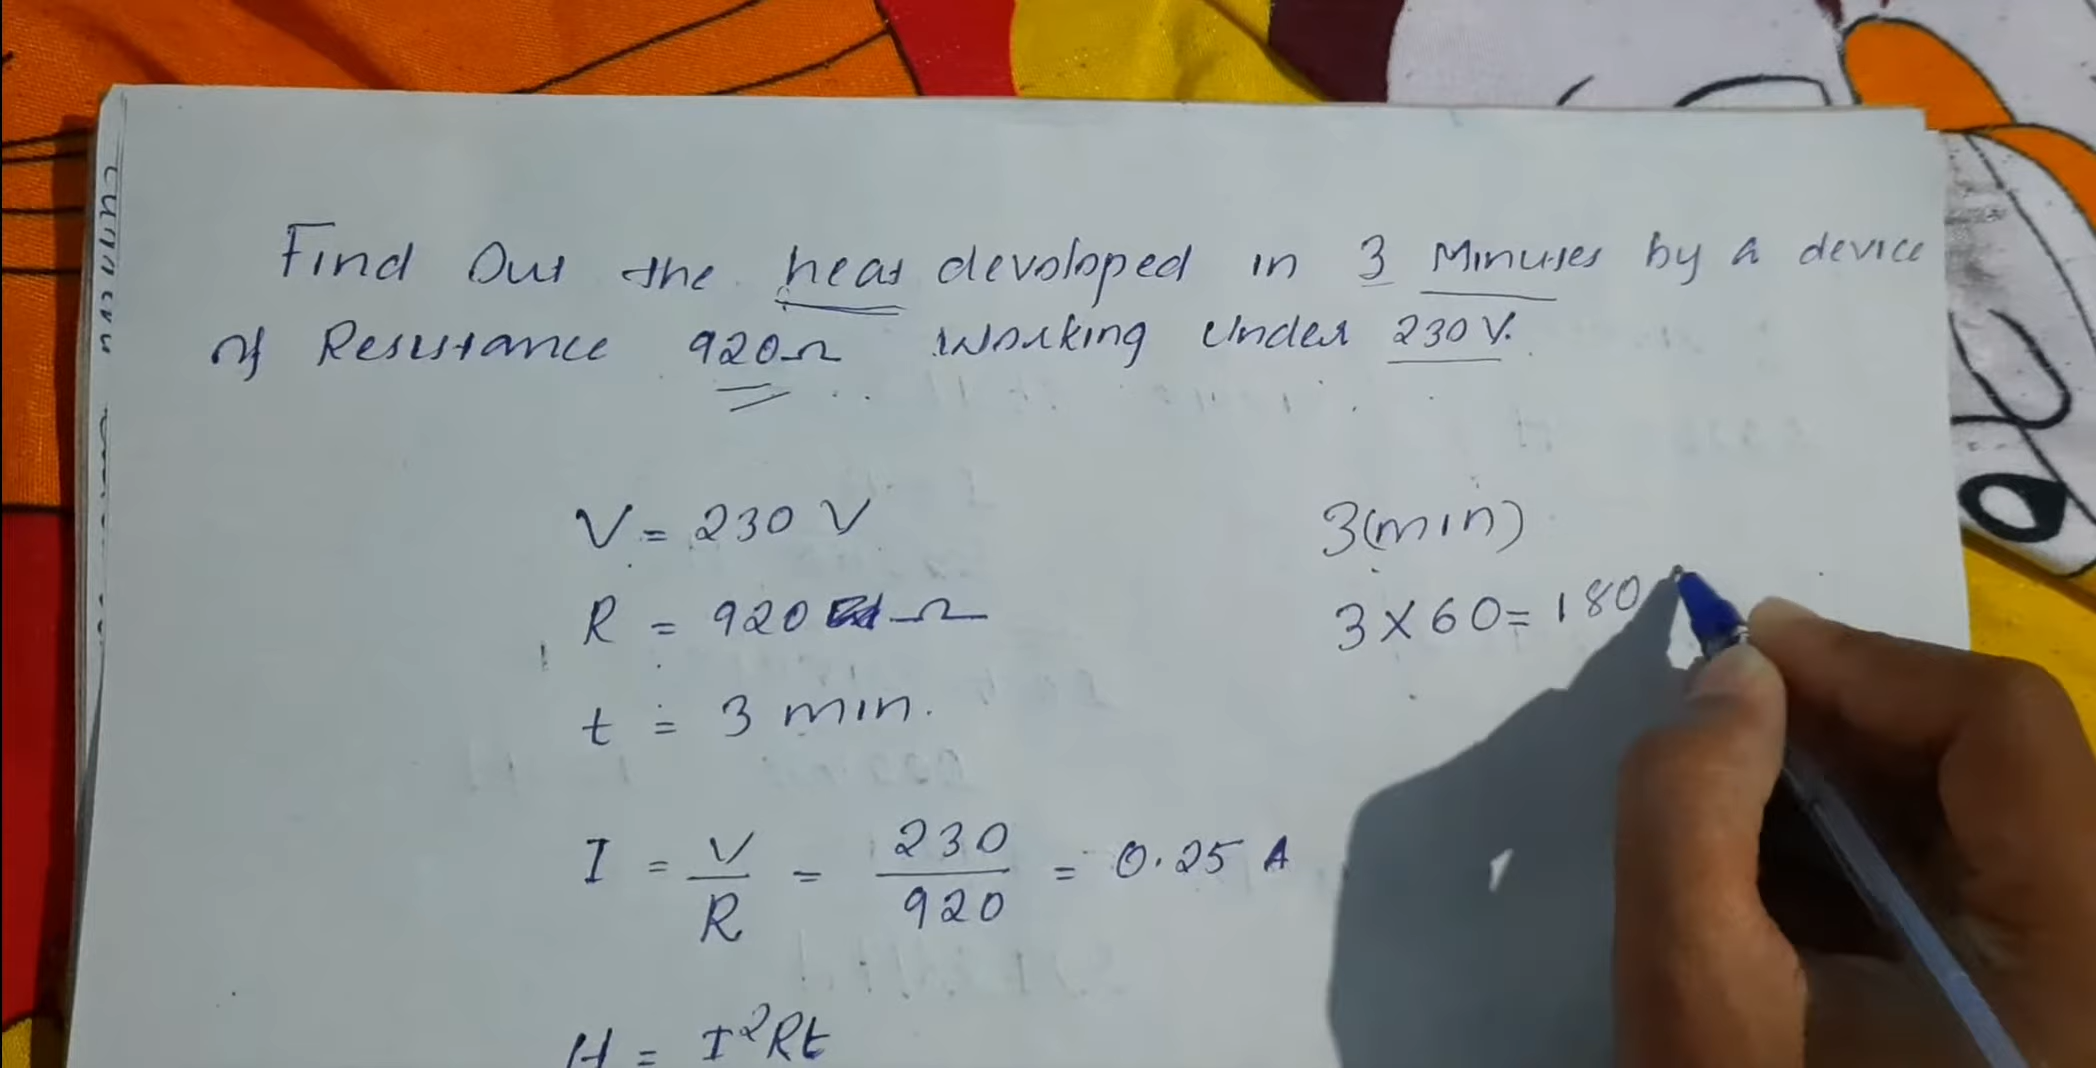 Find Out the heat developed in 3 Minutes by a device
of Resistance 920Ω Working Under 230 V.
V = 230 V
R = 920 Ω
t = 3 min.
I = V/R = 230/920 = 0.25 A
H = I²Rt
3(min)
3 X 60 = 180